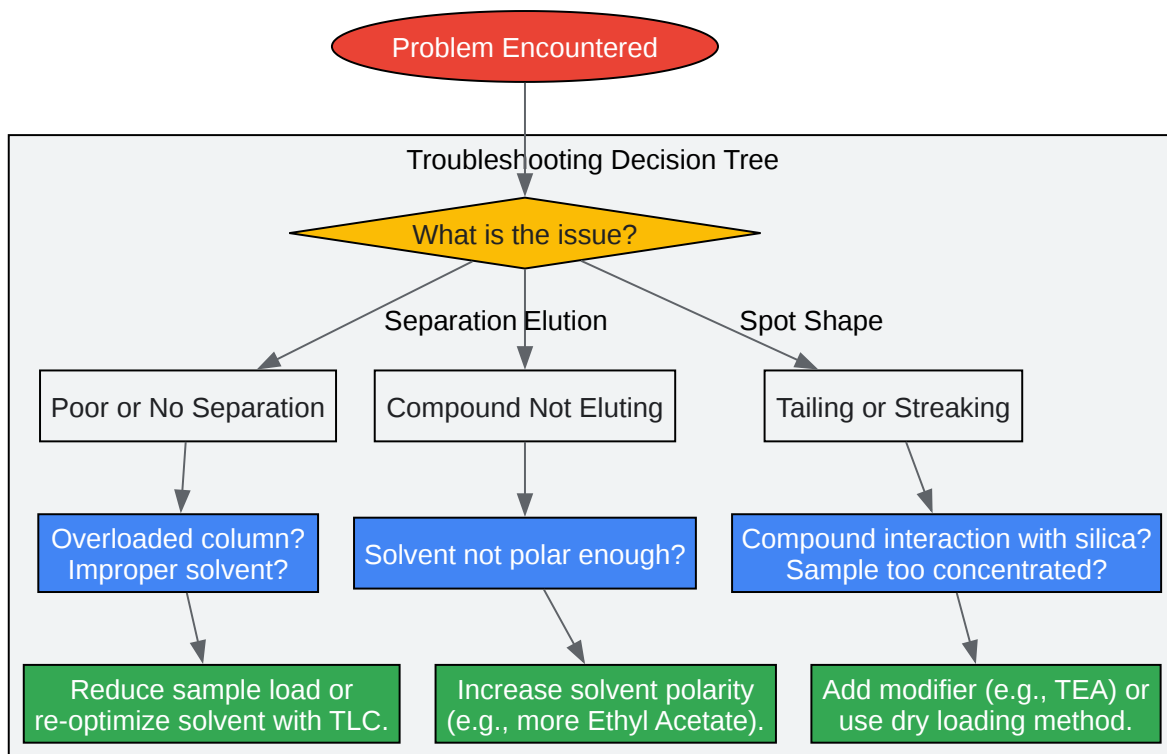 Problem Encountered
Troubleshooting Decision Tree
What is the issue?
Separation
Elution
Spot Shape
Poor or No Separation
Compound Not Eluting
Tailing or Streaking
Overloaded column?
Improper solvent?
Solvent not polar enough?
Compound interaction with silica?
Sample too concentrated?
Reduce sample load or
re-optimize solvent with TLC.
Increase solvent polarity
(e.g., more Ethyl Acetate).
Add modifier (e.g., TEA) or
use dry loading method.